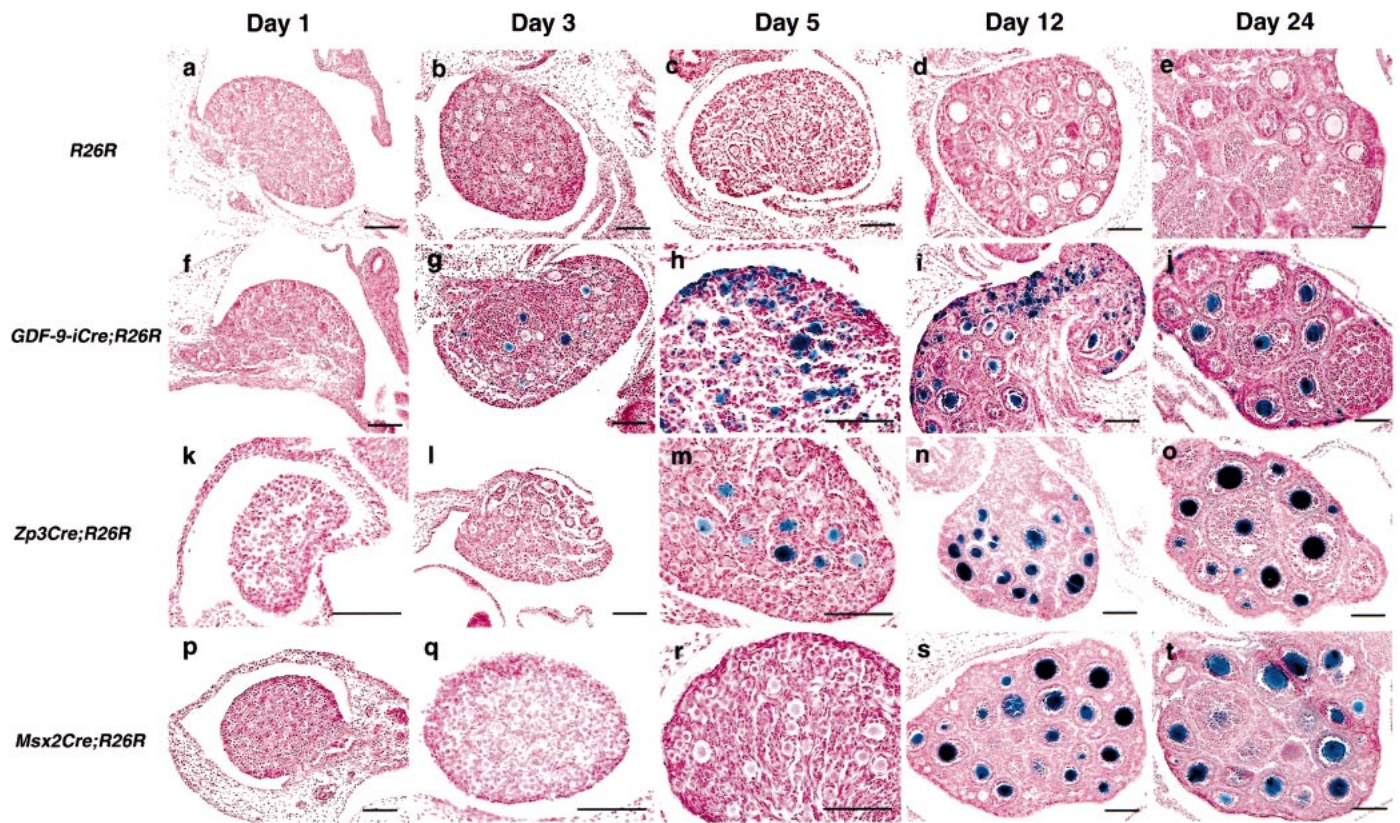 Day 1 Day 3 Day 5 Day 12 Day 24
a b c d e
R26R
f g h i j
GDF-9-iCre;R26R
k l m n o
Zp3Cre;R26R
p q r s t
Msx2Cre;R26R